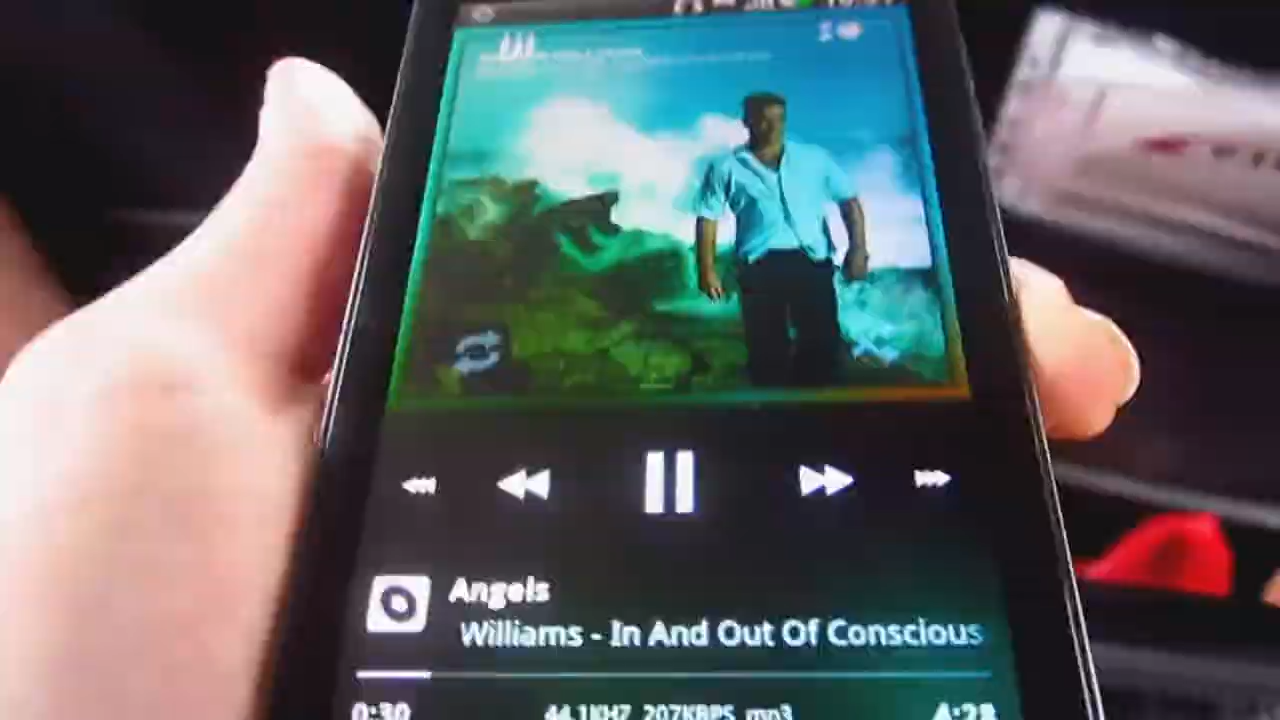 Angels
Williams - In And Out Of Conscious
0:30 44.1KHZ 207KBPS mp3 4:28